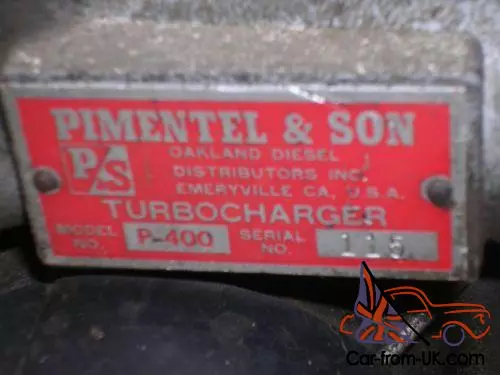 PIMENTEL & SON
P/S
OAKLAND DIESEL
DISTRIBUTORS INC.
EMERYVILLE CA, U.S.A.
TURBOCHARGER
MODEL NO. P-400 SERIAL NO. 115
Car-from-UK.com